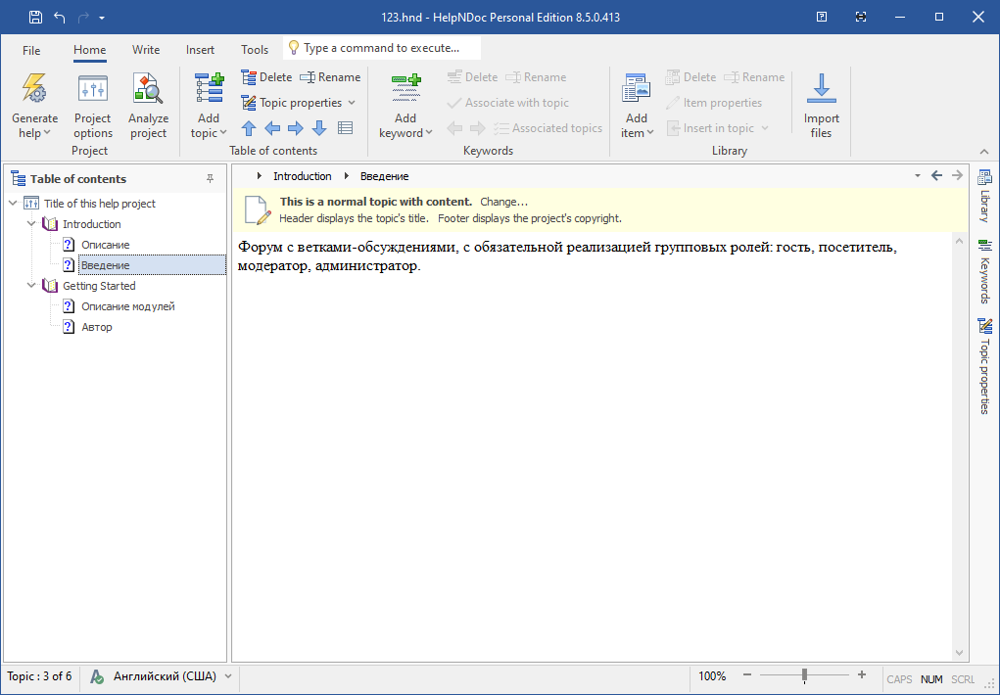 123.hnd - HelpNDoc Personal Edition 8.5.0.413
File Home Write Insert Tools Type a command to execute...
Generate help
Project options
Analyze project
Project
Add topic
Delete Rename
Topic properties
Table of contents
Add keyword
Delete Rename
Associate with topic
Associated topics
Keywords
Add item
Delete Rename
Item properties
Insert in topic
Library
Import files
Table of contents
Title of this help project
Introduction
Описание
Введение
Getting Started
Описание модулей
Автор
Introduction Введение
This is a normal topic with content. Change...
Header displays the topic's title. Footer displays the project's copyright.
Форум с ветками-обсуждениями, с обязательной реализацией групповых ролей: гость, посетитель,
модератор, администратор.
Library
Keywords
Topic properties
Topic : 3 of 6 Английский (США) 100% CAPS NUM SCRL